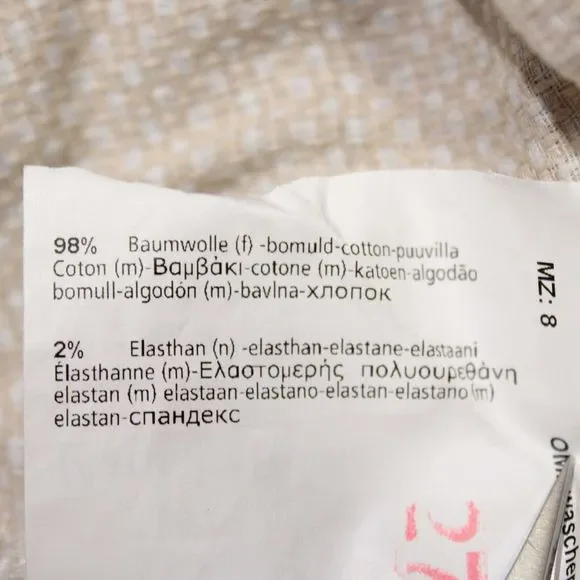 98% Baumwolle (f) -bomuld-cotton-puuvilla
Coton (m)-Βαμβάκι-cotone (m)-katoen-algodão
bomull-algodón (m)-bavlna-хлопок
2% Elasthan (n) -elasthan-elastane-elastaani
Élasthanne (m)-Ελαστομερής πολυουρεθάνη
elastan (m) elastaan-elastano-elastan-elastano (m)
elastan-спандекс
MZ: 8
27